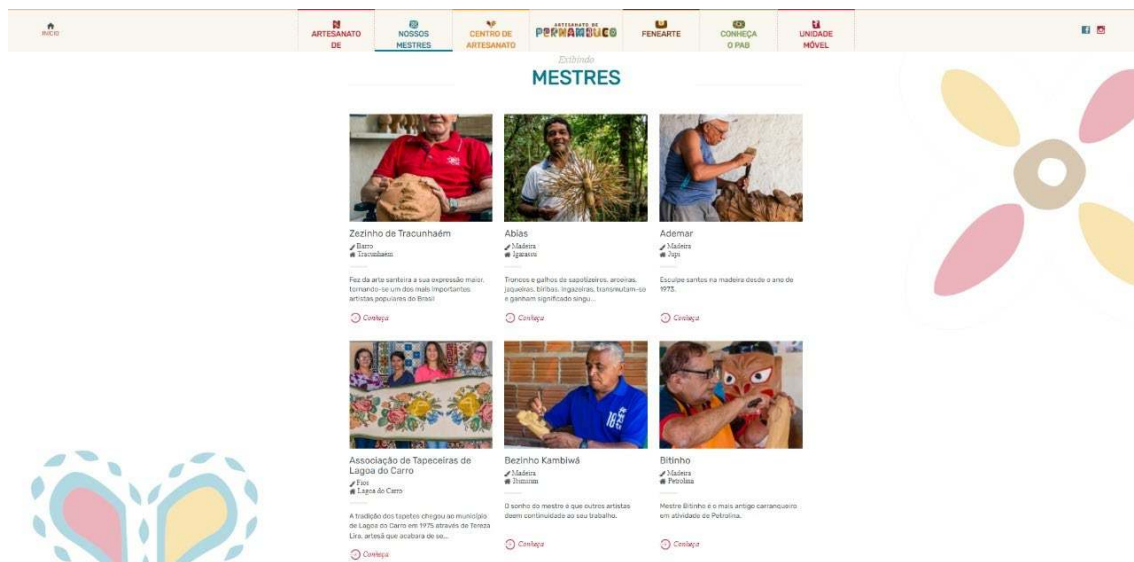 INÍCIO
ARTESANATO
DE
NOSSOS
MESTRES
CENTRO DE
ARTESANATO
ARTESANATO DE
PERNAMBUCO
FENEARTE
CONHEÇA
O PAB
UNIDADE
MÓVEL
Exibindo
MESTRES
Zezinho de Tracunhaém
Barro
Tracunhaém
Fez da arte santeira a sua expressão maior,
tornando-se um dos mais importantes
artistas populares do Brasil
Conheça
Abias
Madeira
Igarassu
Troncos e galhos de sapotizeiros, aroeiras,
jaqueiras, biribas, ingazeiras, transmutam-se
e ganham significado singu...
Conheça
Ademar
Madeira
Jupi
Esculpe santos na madeira desde o ano de
1973.
Conheça
Associação de Tapeceiras de
Lagoa do Carro
Fios
Lagoa do Carro
A tradição dos tapetes chegou ao município
de Lagoa do Carro em 1975 através de Tereza
Lira, artesã que acabara de se...
Conheça
Bezinho Kambiwá
Madeira
Ibimirim
O sonho do mestre é que outros artistas
deem continuidade ao seu trabalho.
Conheça
Bitinho
Madeira
Petrolina
Mestre Bitinho é o mais antigo carranqueiro
em atividade de Petrolina.
Conheça